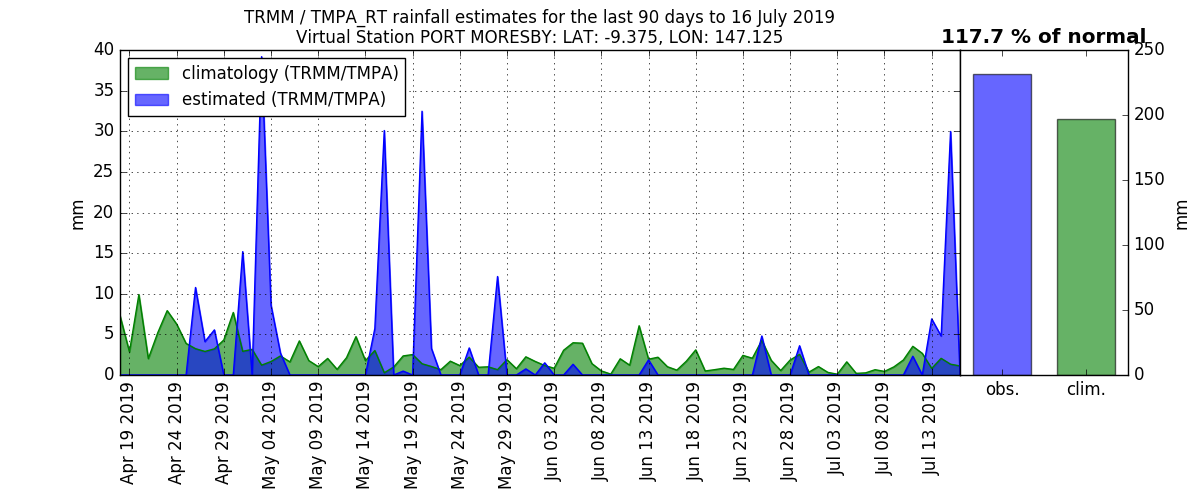 TRMM / TMPA_RT rainfall estimates for the last 90 days to 16 July 2019
Virtual Station PORT MORESBY: LAT: -9.375, LON: 147.125
117.7 % of normal
climatology (TRMM/TMPA)
estimated (TRMM/TMPA)
40
35
30
25
20
15
10
5
0
mm
Apr 19 2019
Apr 24 2019
Apr 29 2019
May 04 2019
May 09 2019
May 14 2019
May 19 2019
May 24 2019
May 29 2019
Jun 03 2019
Jun 08 2019
Jun 13 2019
Jun 18 2019
Jun 23 2019
Jun 28 2019
Jul 03 2019
Jul 08 2019
Jul 13 2019
obs.
clim.
250
200
150
100
50
0
mm